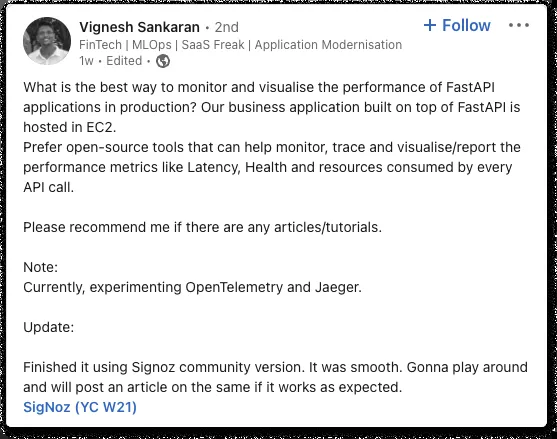 Vignesh Sankaran • 2nd
+ Follow
•••
FinTech | MLOps | SaaS Freak | Application Modernisation
1w • Edited •
What is the best way to monitor and visualise the performance of FastAPI
applications in production? Our business application built on top of FastAPI is
hosted in EC2.
Prefer open-source tools that can help monitor, trace and visualise/report the
performance metrics like Latency, Health and resources consumed by every
API call.
Please recommend me if there are any articles/tutorials.
Note:
Currently, experimenting OpenTelemetry and Jaeger.
Update:
Finished it using Signoz community version. It was smooth. Gonna play around
and will post an article on the same if it works as expected.
SigNoz (YC W21)